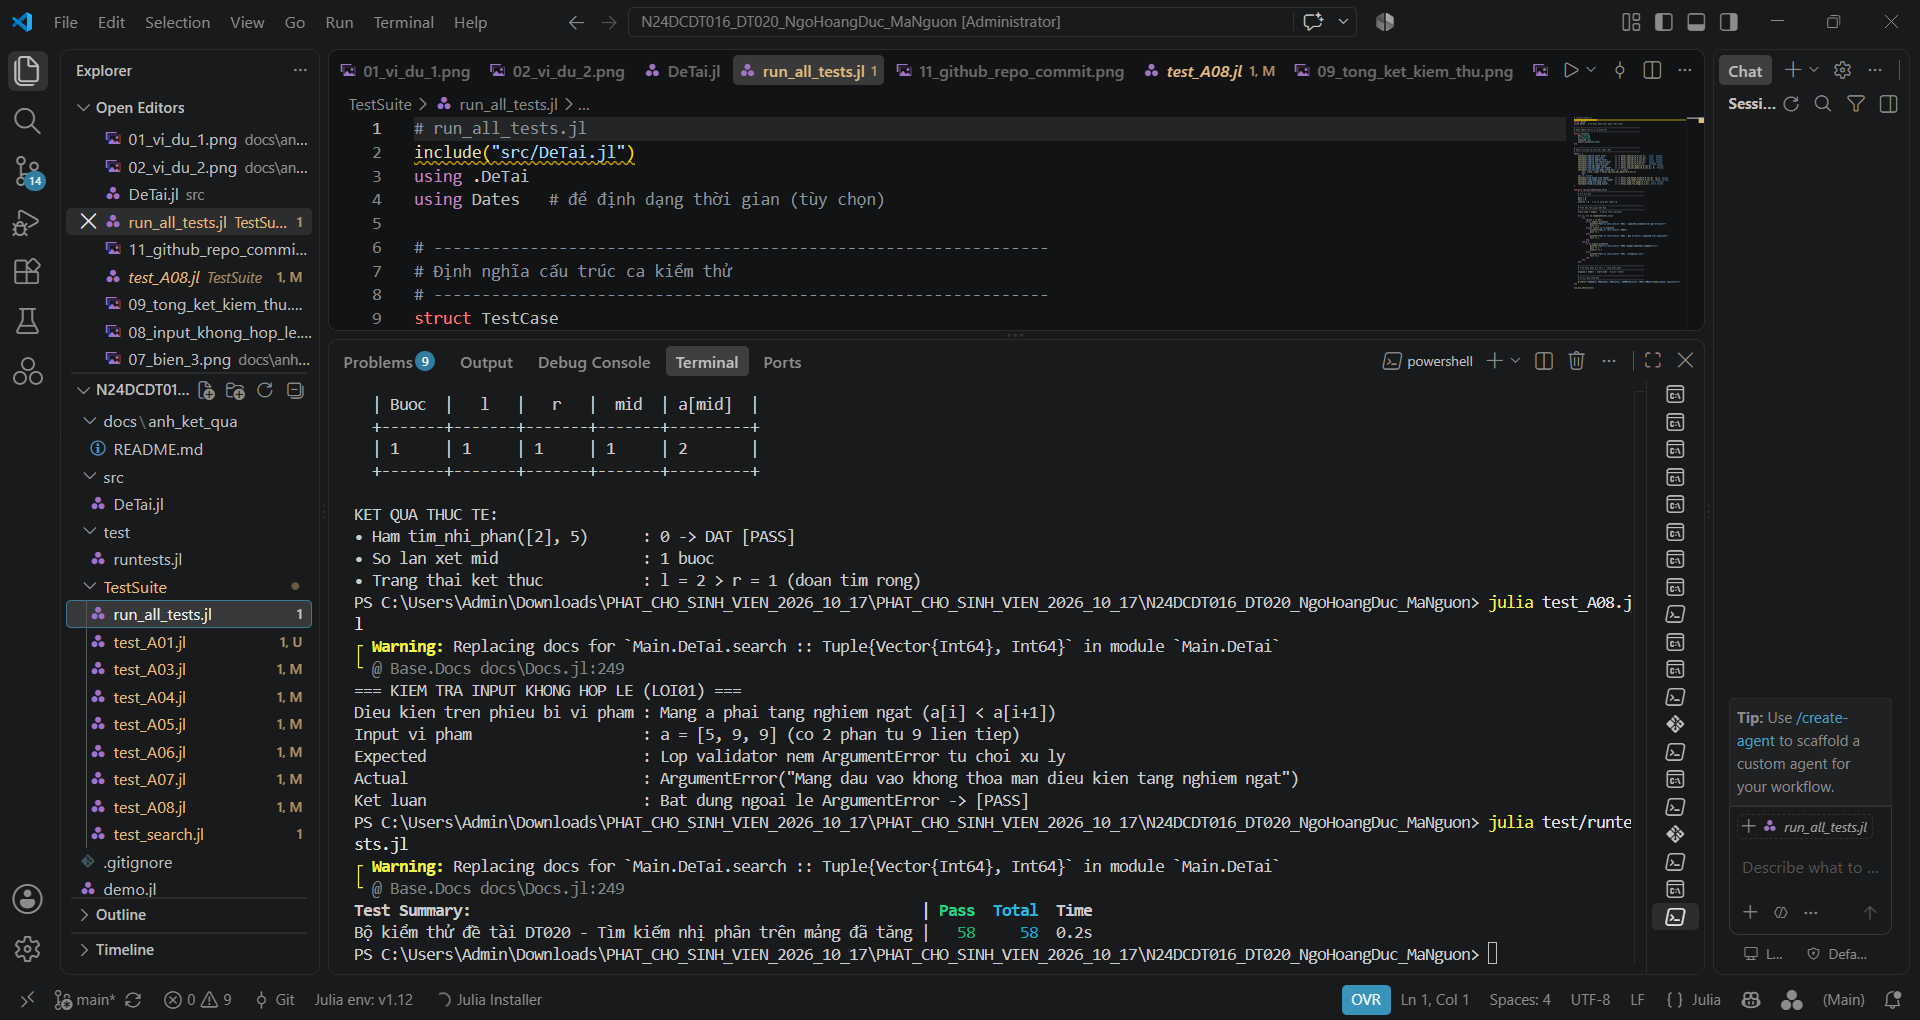 File Edit Selection View Go Run Terminal Help
N24DCDT016_DT020_NgoHoangDuc_MaNguon [Administrator]
Explorer
Open Editors
01_vi_du_1.png docs\an...
02_vi_du_2.png docs\an...
DeTai.jl src
run_all_tests.jl TestSu... 1
11_github_repo_commi...
test_A08.jl TestSuite 1, M
09_tong_ket_kiem_thu....
08_input_khong_hop_le....
07_bien_3.png docs\anh...
N24DCDT01...
docs\anh_ket_qua
README.md
src
DeTai.jl
test
runtests.jl
TestSuite
run_all_tests.jl 1
test_A01.jl 1, U
test_A03.jl 1, M
test_A04.jl 1, M
test_A05.jl 1, M
test_A06.jl 1, M
test_A07.jl 1, M
test_A08.jl 1, M
test_search.jl 1
.gitignore
demo.jl
Outline
Timeline
14
01_vi_du_1.png 02_vi_du_2.png DeTai.jl run_all_tests.jl 1 11_github_repo_commit.png test_A08.jl 1, M 09_tong_ket_kiem_thu.png
TestSuite > run_all_tests.jl > ...
1 # run_all_tests.jl
2 include("src/DeTai.jl")
3 using .DeTai
4 using Dates # để định dạng thời gian (tùy chọn)
5
6 # --------------------------------------------------------------------
7 # Định nghĩa cấu trúc ca kiểm thử
8 # --------------------------------------------------------------------
9 struct TestCase
Problems 9 Output Debug Console Terminal Ports
powershell
| Buoc | l | r | mid | a[mid] |
+-------+-------+-------+-------+---------+
| 1 | 1 | 1 | 1 | 2 |
+-------+-------+-------+-------+---------+
KET QUA THUC TE:
• Ham tim_nhi_phan([2], 5) : 0 -> DAT [PASS]
• So lan xet mid : 1 buoc
• Trang thai ket thuc : l = 2 > r = 1 (doan tim rong)
PS C:\Users\Admin\Downloads\PHAT_CHO_SINH_VIEN_2026_10_17\PHAT_CHO_SINH_VIEN_2026_10_17\N24DCDT016_DT020_NgoHoangDuc_MaNguon> julia test_A08.j
l
Warning: Replacing docs for `Main.DeTai.search :: Tuple{Vector{Int64}, Int64}` in module `Main.DeTai`
@ Base.Docs docs\Docs.jl:249
=== KIEM TRA INPUT KHONG HOP LE (LOI01) ===
Dieu kien tren phieu bi vi pham : Mang a phai tang nghiem ngat (a[i] < a[i+1])
Input vi pham : a = [5, 9, 9] (co 2 phan tu 9 lien tiep)
Expected : Lop validator nem ArgumentError tu choi xu ly
Actual : ArgumentError("Mang dau vao khong thoa man dieu kien tang nghiem ngat")
Ket luan : Bat dung ngoai le ArgumentError -> [PASS]
PS C:\Users\Admin\Downloads\PHAT_CHO_SINH_VIEN_2026_10_17\PHAT_CHO_SINH_VIEN_2026_10_17\N24DCDT016_DT020_NgoHoangDuc_MaNguon> julia test/runte
sts.jl
Warning: Replacing docs for `Main.DeTai.search :: Tuple{Vector{Int64}, Int64}` in module `Main.DeTai`
@ Base.Docs docs\Docs.jl:249
Test Summary: | Pass Total Time
Bộ kiểm thử đề tài DT020 - Tìm kiếm nhị phân trên mảng đã tăng | 58 58 0.2s
PS C:\Users\Admin\Downloads\PHAT_CHO_SINH_VIEN_2026_10_17\PHAT_CHO_SINH_VIEN_2026_10_17\N24DCDT016_DT020_NgoHoangDuc_MaNguon>
Chat
Sessi...
Tip: Use /create-
agent to scaffold a
custom agent for
your workflow.
run_all_tests.jl
Describe what to ...
L... Defa...
main* 0 9 Git Julia env: v1.12 Julia Installer
OVR Ln 1, Col 1 Spaces: 4 UTF-8 LF { } Julia (Main)